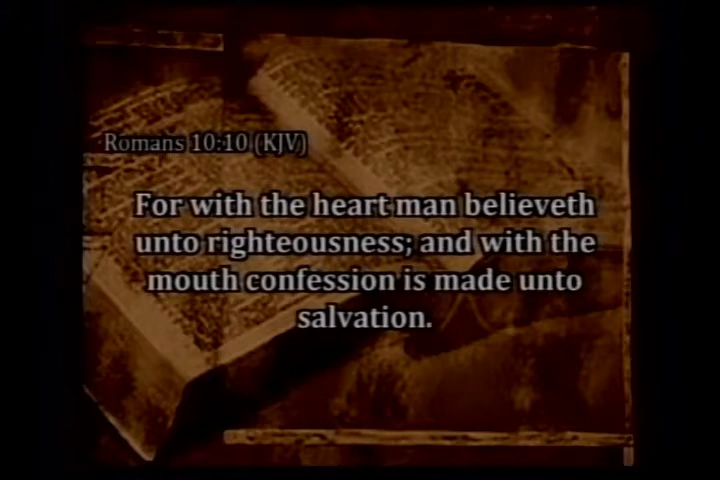 Romans 10:10 (KJV)
For with the heart man believeth
unto righteousness; and with the
mouth confession is made unto
salvation.